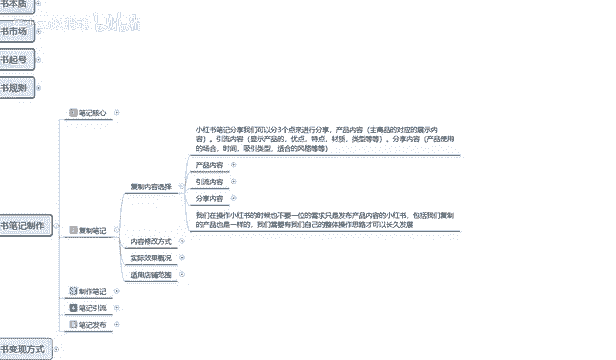 书本质
书市场
书起号
书规则
笔记核心
小红书笔记分享我们可以分3个点来进行分享，产品内容（主商品的对应的展示内
容）。引流内容（显示产品的，优点，特点，材质，类型等等）。分享内容（产品使用
的场合，时间，吸引类型，适合的风格等等）
产品内容
复制内容选择
引流内容
分享内容
书笔记制作
复制笔记
我们在操作小红书的时候也不要一位的需求只是发布产品内容的小红书，包括我们复制
的产品也是一样的，我们需要有我们自己的整体操作思路才可以长久发展
内容修改方式
实际效果概况
适用店铺范围
制作笔记
笔记引流
笔记发布
书变现方式